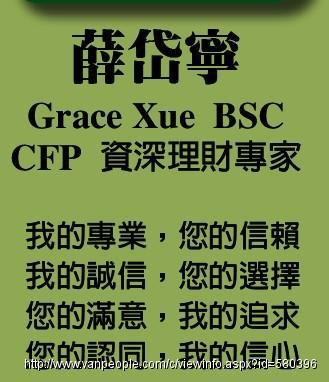 薛岱寧
Grace Xue BSC
CFP 資深理財專家
我的專業，您的信賴
我的誠信，您的選擇
您的滿意，我的追求
您的認同，我的信心
http://www.vanpeople.com/c/viewinfo.aspx?id=580396